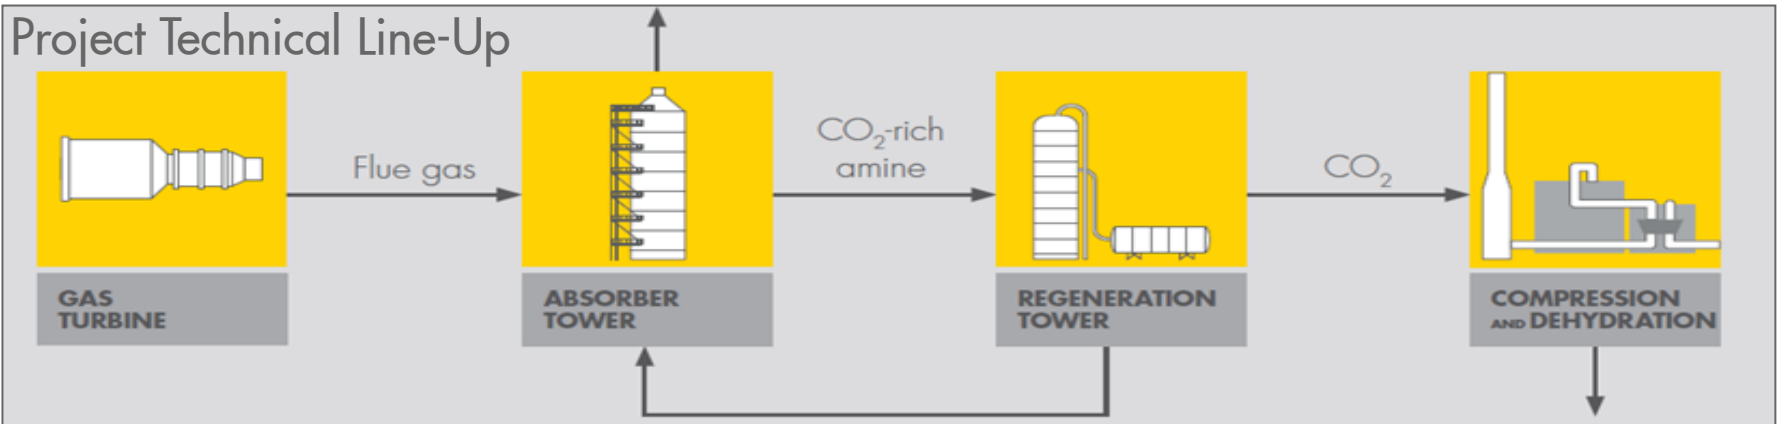 Project Technical Line-Up
Flue gas
CO₂-rich
amine
CO₂
GAS
TURBINE
ABSORBER
TOWER
REGENERATION
TOWER
COMPRESSION
AND DEHYDRATION